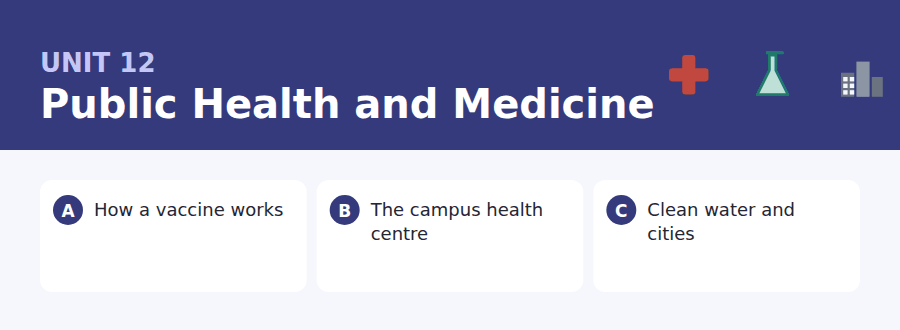 UNIT 12
Public Health and Medicine
A How a vaccine works
B The campus health
centre
C Clean water and
cities